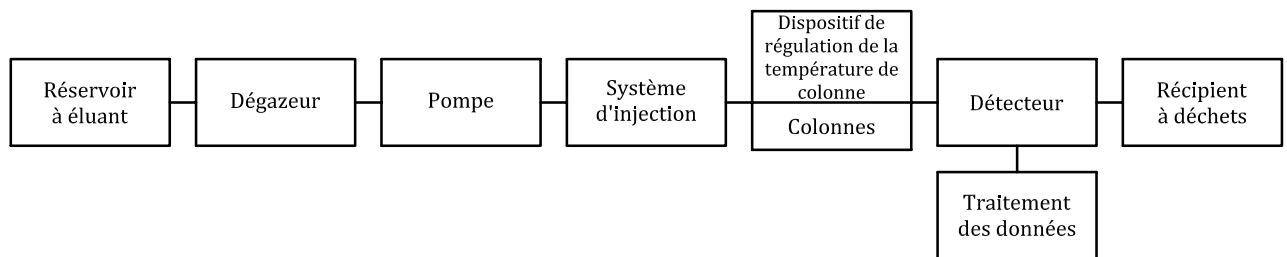 Réservoir
à éluant
Dégazeur
Pompe
Système
d'injection
Dispositif de
régulation de la
température de
colonne
Colonnes
Détecteur
Récipient
à déchets
Traitement
des données